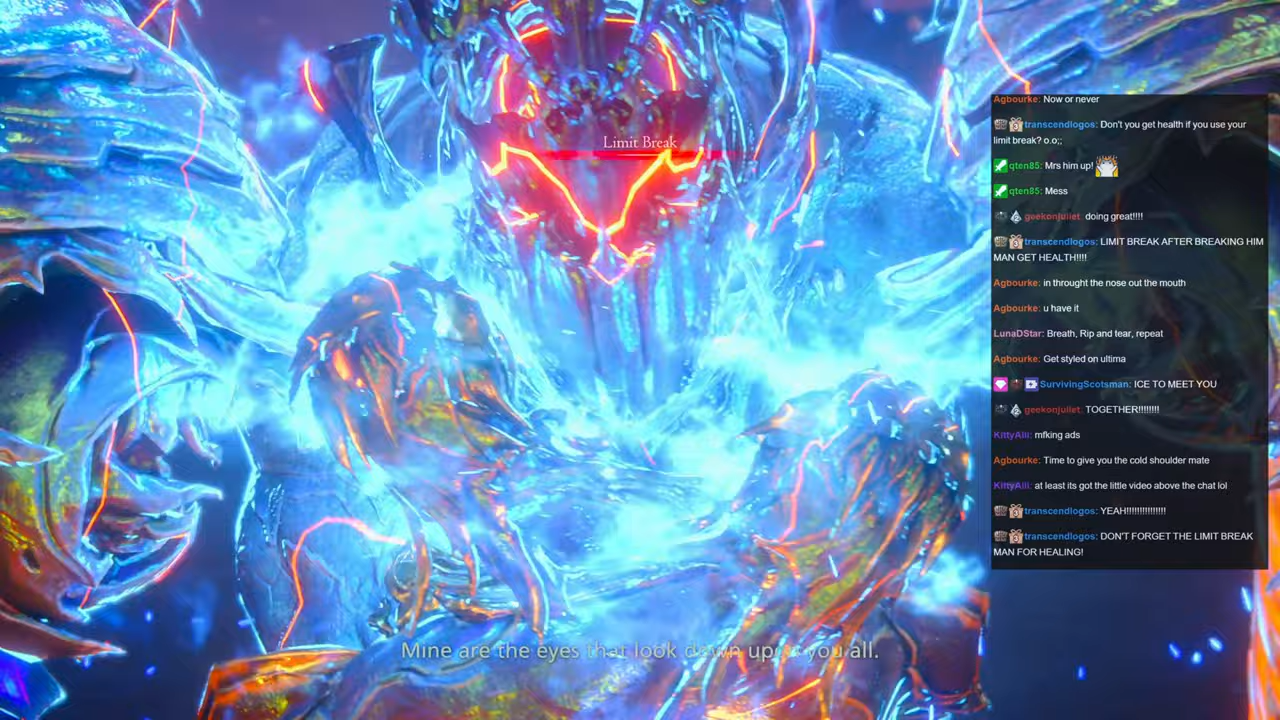 Limit Break
Mine are the eyes that look down upon you all.
Agbourke: Now or never
transcendlogos: Don't you get health if you use your
limit break? o.o;;
qten85: Mrs him up!
qten85: Mess
geekonjuliet: doing great!!!!
transcendlogos: LIMIT BREAK AFTER BREAKING HIM
MAN GET HEALTH!!!!
Agbourke: in throught the nose out the mouth
Agbourke: u have it
LunaDStar: Breath, Rip and tear, repeat
Agbourke: Get styled on ultima
SurvivingScotsman: ICE TO MEET YOU
geekonjuliet: TOGETHER!!!!!!!!
KittyAlli: mfking ads
Agbourke: Time to give you the cold shoulder mate
KittyAlli: at least its got the little video above the chat lol
transcendlogos: YEAH!!!!!!!!!!!!!!!
transcendlogos: DON'T FORGET THE LIMIT BREAK
MAN FOR HEALING!